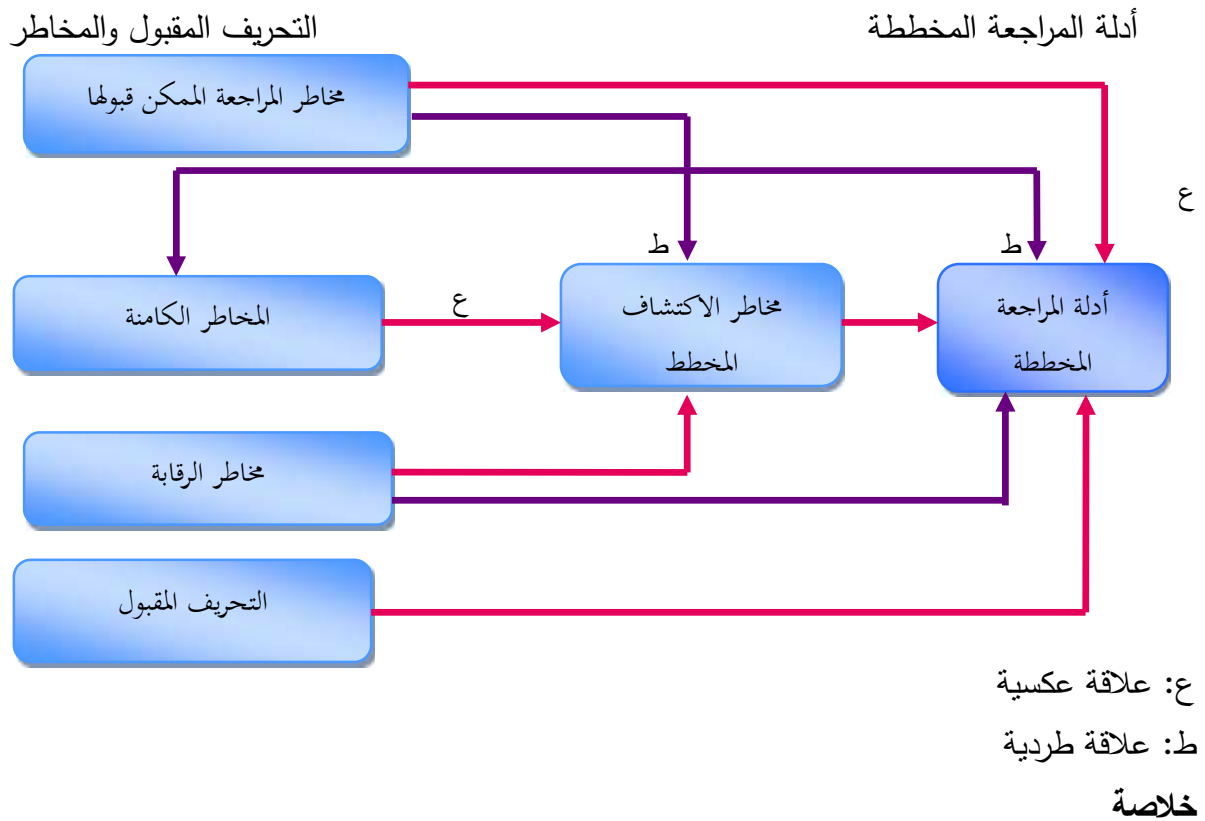 أدلة المراجعة المخططة
التحريف المقبول والمخاطر
مخاطر المراجعة الممكن قبولها
ع
ط
ط
أدلة المراجعة
المخططة
مخاطر الاكتشاف
المخطط
ع
المخاطر الكامنة
مخاطر الرقابة
التحريف المقبول
ع: علاقة عكسية
ط: علاقة طردية
خلاصة